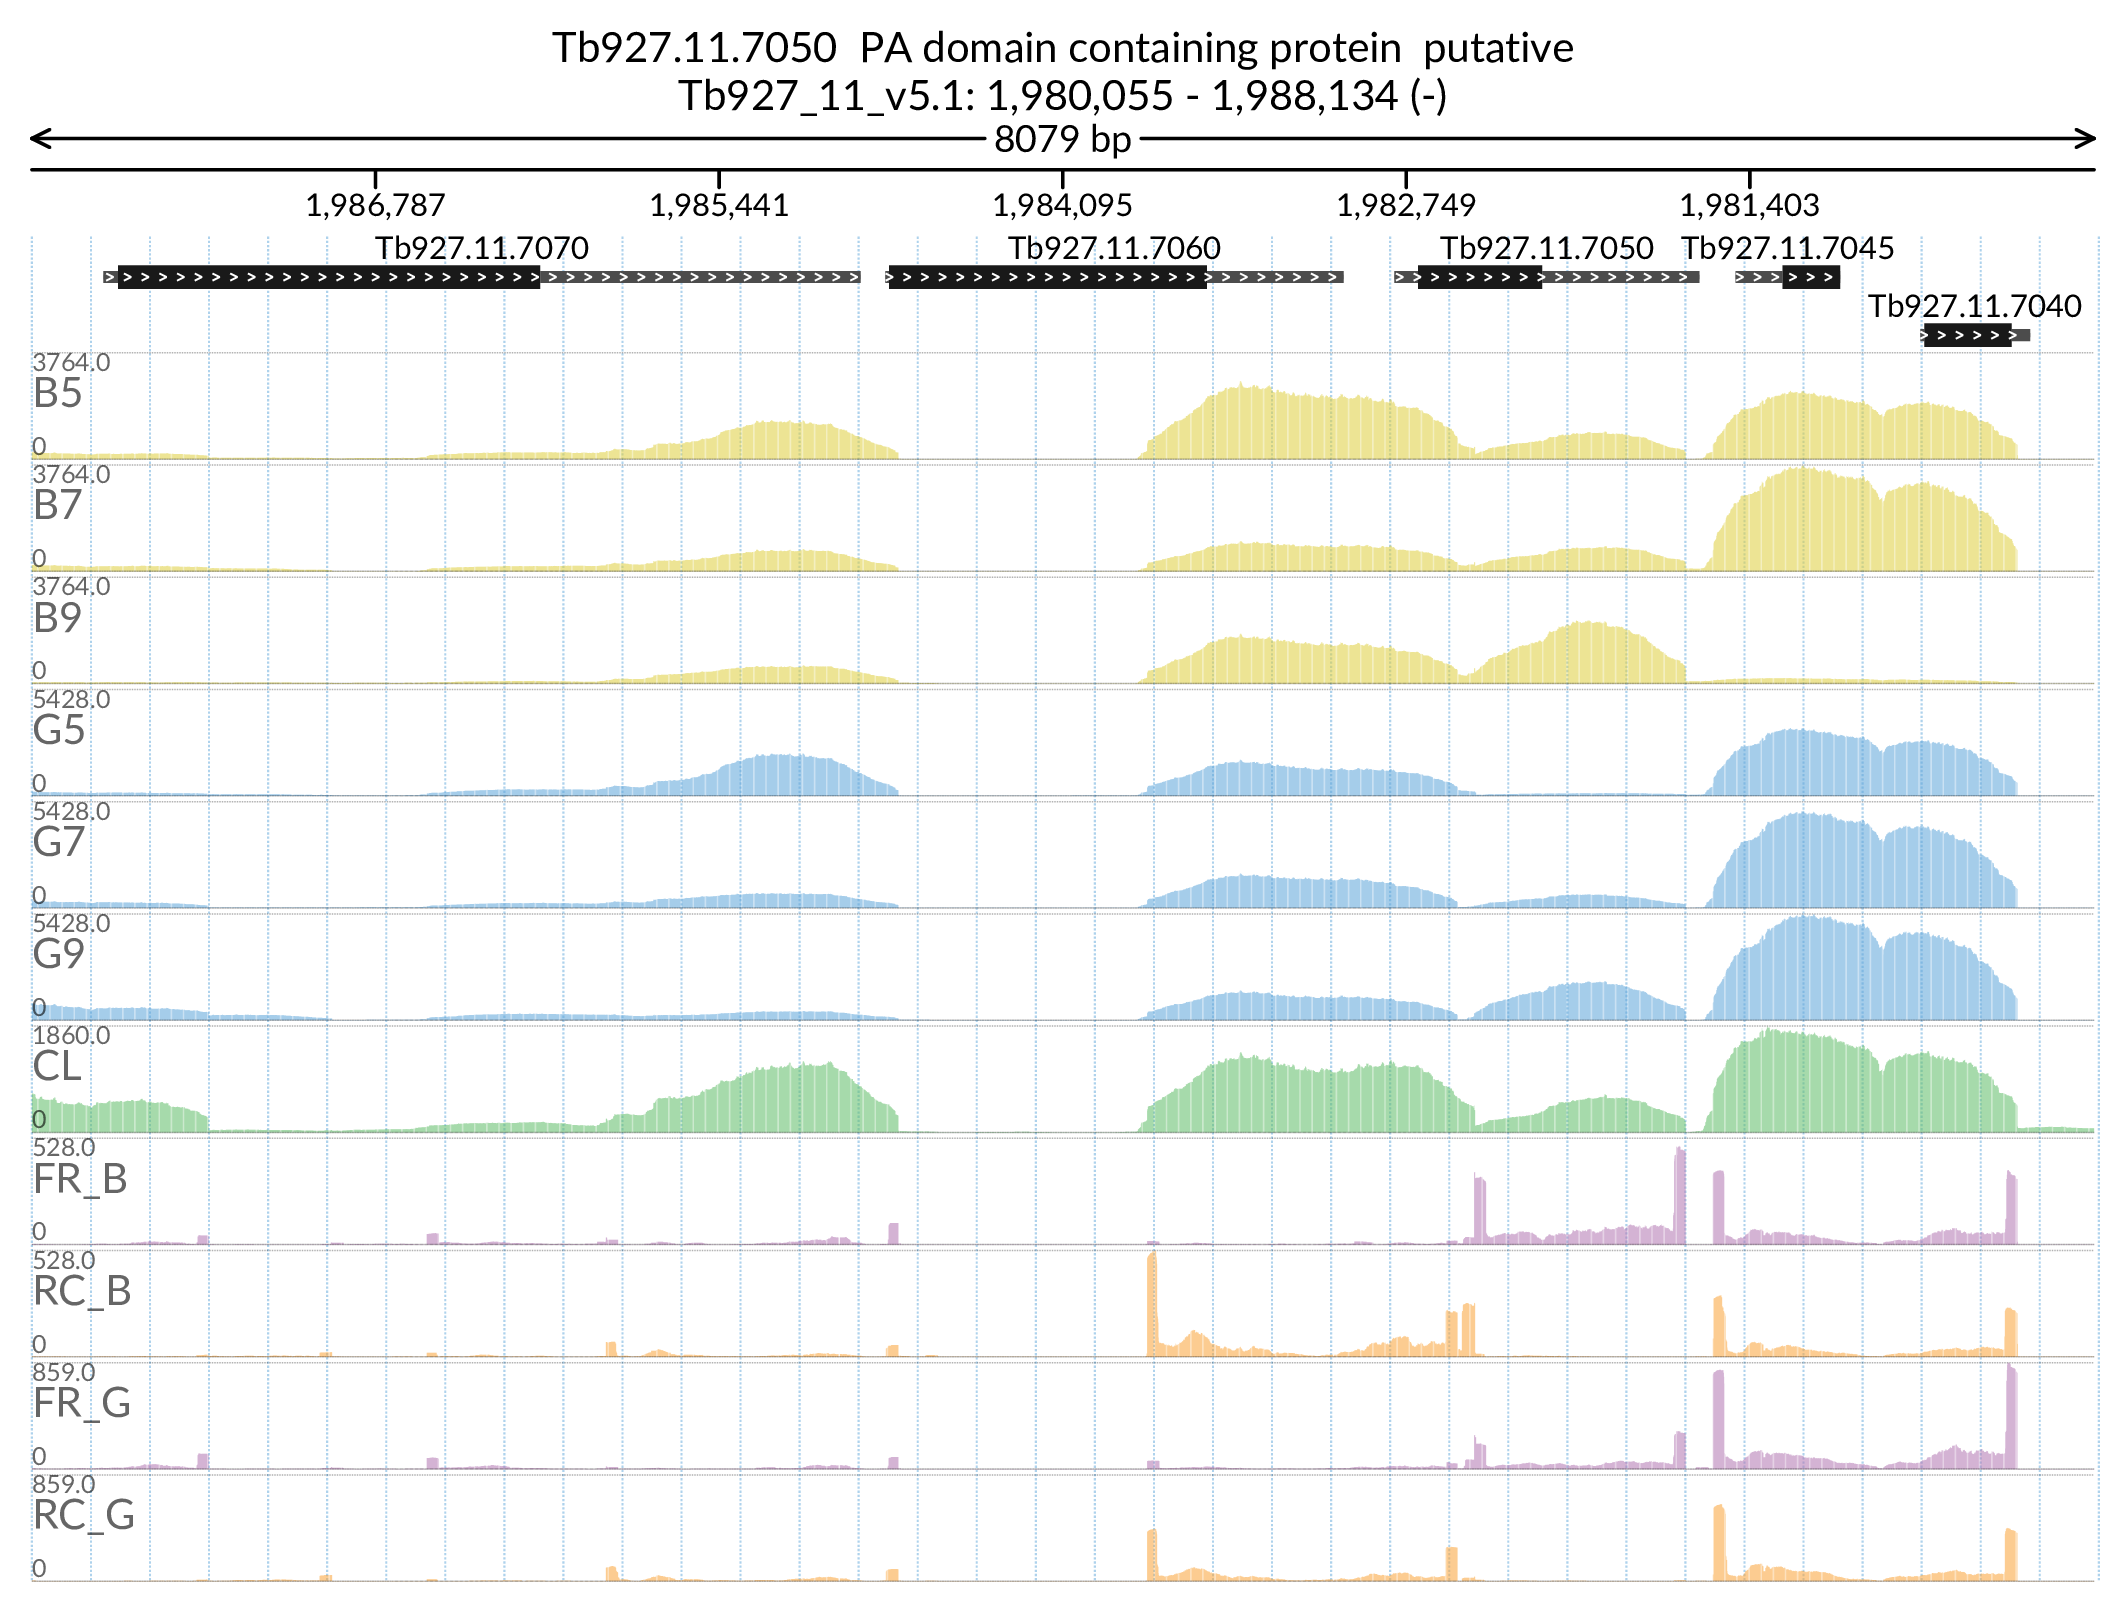 Tb927.11.7050  PA domain containing protein  putative
Tb927_11_v5.1: 1,980,055 - 1,988,134 (-)
8079 bp
1,986,787 1,985,441 1,984,095 1,982,749 1,981,403
Tb927.11.7070 Tb927.11.7060 Tb927.11.7050 Tb927.11.7045
Tb927.11.7040
3764.0
B5
0
3764.0
B7
0
3764.0
B9
0
5428.0
G5
0
5428.0
G7
0
5428.0
G9
0
1860.0
CL
0
528.0
FR_B
0
528.0
RC_B
0
859.0
FR_G
0
859.0
RC_G
0